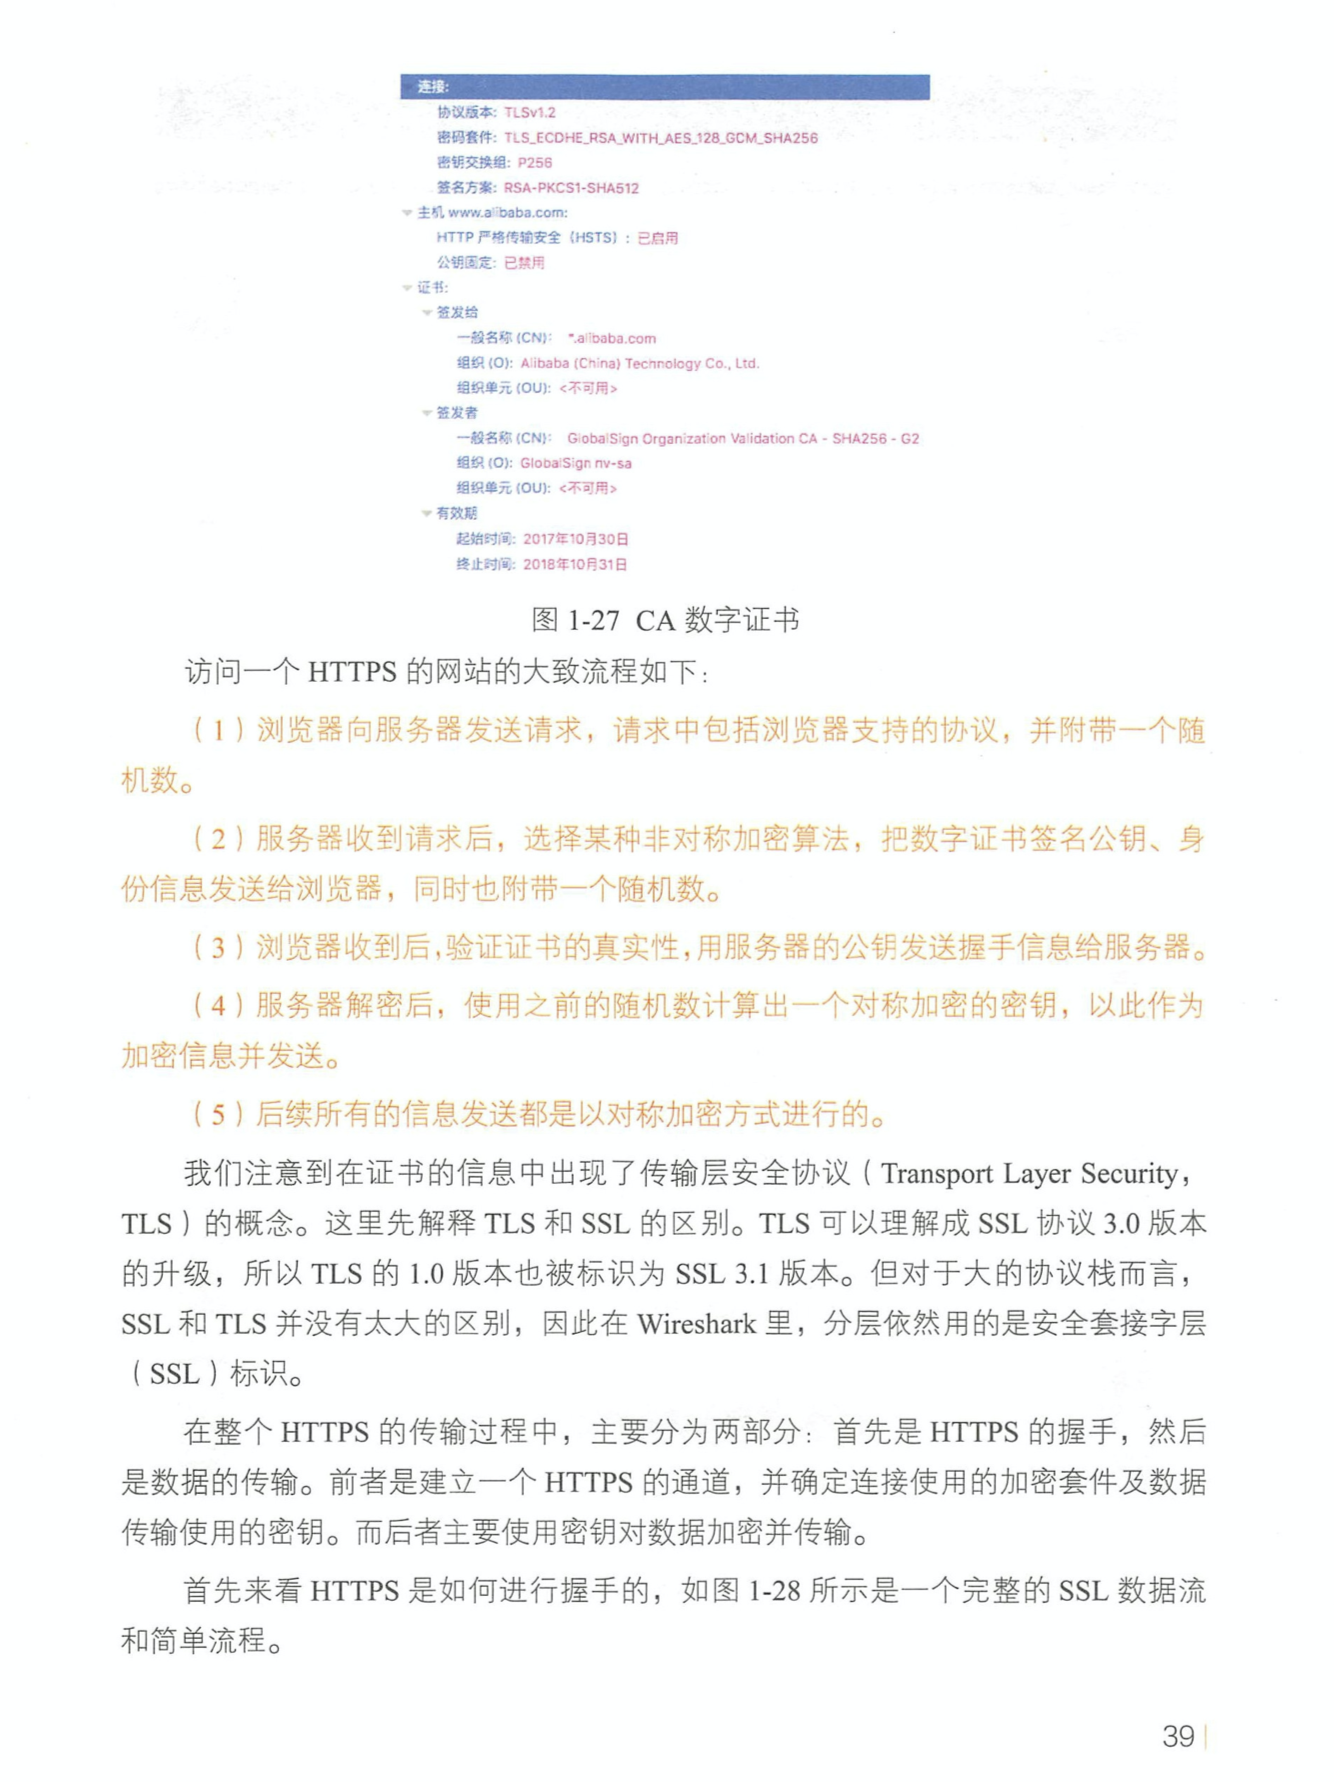 连接:
协议版本: TLSv1.2
密码套件: TLS_ECDHE_RSA_WITH_AES_128_GCM_SHA256
密钥交换组: P256
签名方案: RSA-PKCS1-SHA512
主机 www.alibaba.com:
HTTP 严格传输安全（HSTS）: 已启用
公钥固定: 已禁用
证书:
签发给
一般名称 (CN): *.alibaba.com
组织 (O): Alibaba (China) Technology Co., Ltd.
组织单元 (OU): <不可用>
签发者
一般名称 (CN): GlobalSign Organization Validation CA - SHA256 - G2
组织 (O): GlobalSign nv-sa
组织单元 (OU): <不可用>
有效期
起始时间: 2017年10月30日
终止时间: 2018年10月31日
图 1-27 CA 数字证书
访问一个 HTTPS 的网站的大致流程如下：
（1）浏览器向服务器发送请求，请求中包括浏览器支持的协议，并附带一个随
机数。
（2）服务器收到请求后，选择某种非对称加密算法，把数字证书签名公钥、身
份信息发送给浏览器，同时也附带一个随机数。
（3）浏览器收到后，验证证书的真实性，用服务器的公钥发送握手信息给服务器。
（4）服务器解密后，使用之前的随机数计算出一个对称加密的密钥，以此作为
加密信息并发送。
（5）后续所有的信息发送都是以对称加密方式进行的。
我们注意到在证书的信息中出现了传输层安全协议（Transport Layer Security，
TLS）的概念。这里先解释 TLS 和 SSL 的区别。TLS 可以理解成 SSL 协议 3.0 版本
的升级，所以 TLS 的 1.0 版本也被标识为 SSL 3.1 版本。但对于大的协议栈而言，
SSL 和 TLS 并没有太大的区别，因此在 Wireshark 里，分层依然用的是安全套接字层
（SSL）标识。
在整个 HTTPS 的传输过程中，主要分为两部分：首先是 HTTPS 的握手，然后
是数据的传输。前者是建立一个 HTTPS 的通道，并确定连接使用的加密套件及数据
传输使用的密钥。而后者主要使用密钥对数据加密并传输。
首先来看 HTTPS 是如何进行握手的，如图 1-28 所示是一个完整的 SSL 数据流
和简单流程。
39